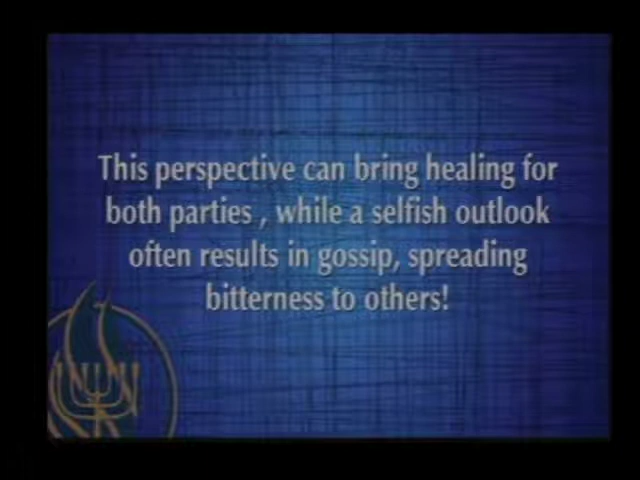 This perspective can bring healing for
both parties , while a selfish outlook
often results in gossip, spreading
bitterness to others!